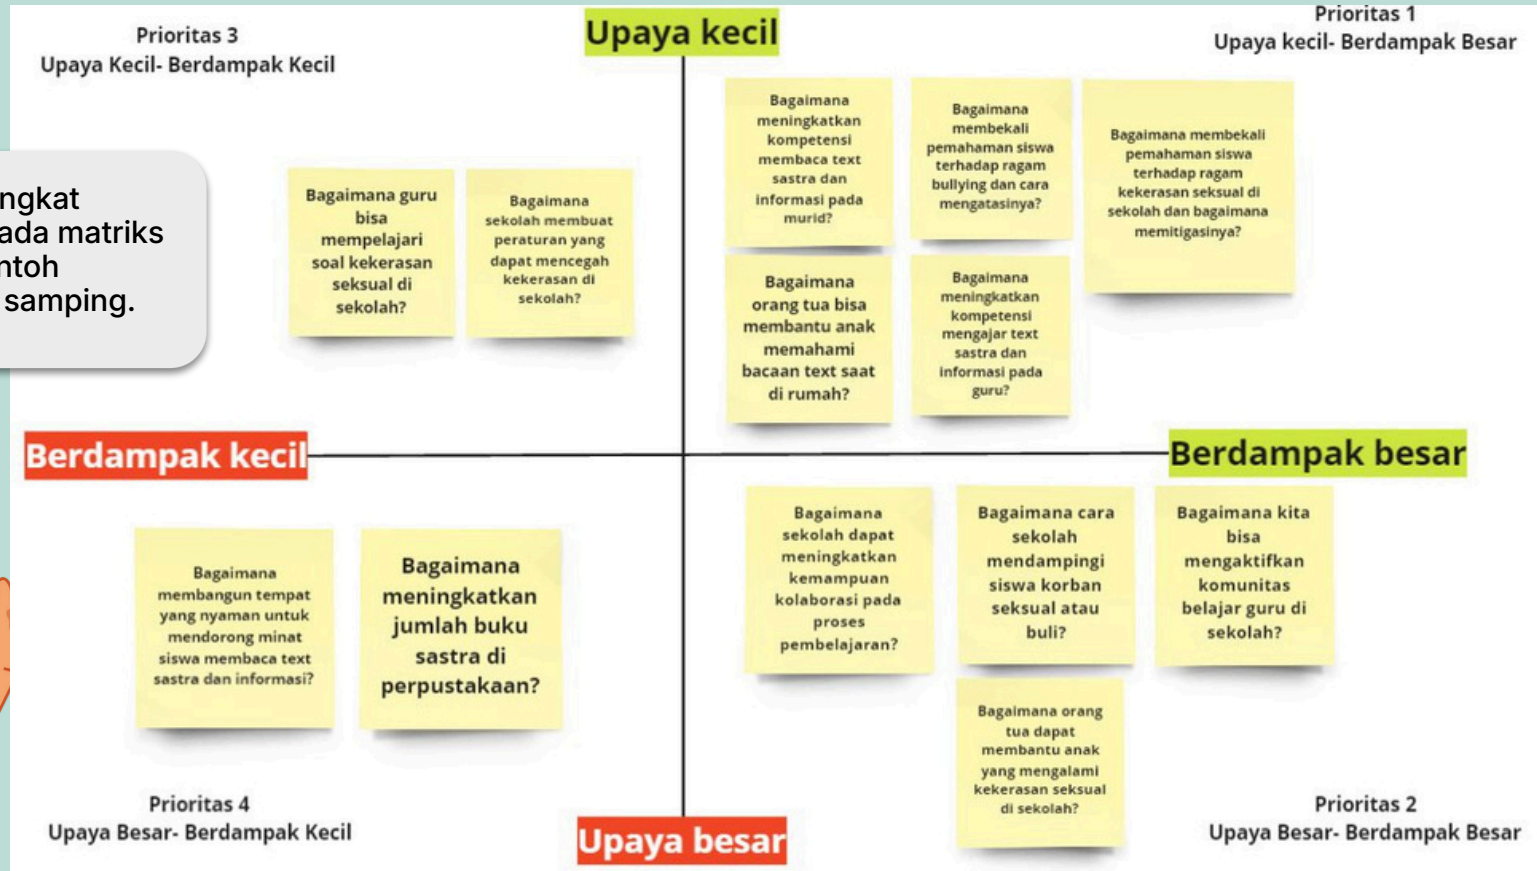 Prioritas 3
Upaya Kecil- Berdampak Kecil
Upaya kecil
Prioritas 1
Upaya kecil- Berdampak Besar
ngkat
ada matriks
ntoh
samping.
Bagaimana guru
bisa
mempelajari
soal kekerasan
seksual di
sekolah?
Bagaimana
sekolah membuat
peraturan yang
dapat mencegah
kekerasan di
sekolah?
Bagaimana
meningkatkan
kompetensi
membaca text
sastra dan
informasi pada
murid?
Bagaimana
membekali
pemahaman siswa
terhadap ragam
bullying dan cara
mengatasinya?
Bagaimana membekali
pemahaman siswa
terhadap ragam
kekerasan seksual di
sekolah dan bagaimana
memitigasinya?
Bagaimana
orang tua bisa
membantu anak
memahami
bacaan text saat
di rumah?
Bagaimana
meningkatkan
kompetensi
mengajar text
sastra dan
informasi pada
guru?
Berdampak kecil
Berdampak besar
Bagaimana
membangun tempat
yang nyaman untuk
mendorong minat
siswa membaca text
sastra dan informasi?
Bagaimana
meningkatkan
jumlah buku
sastra di
perpustakaan?
Bagaimana
sekolah dapat
meningkatkan
kemampuan
kolaborasi pada
proses
pembelajaran?
Bagaimana cara
sekolah
mendampingi
siswa korban
seksual atau
buli?
Bagaimana kita
bisa
mengaktifkan
komunitas
belajar guru di
sekolah?
Bagaimana orang
tua dapat
membantu anak
yang mengalami
kekerasan seksual
di sekolah?
Prioritas 4
Upaya Besar- Berdampak Kecil
Upaya besar
Prioritas 2
Upaya Besar- Berdampak Besar